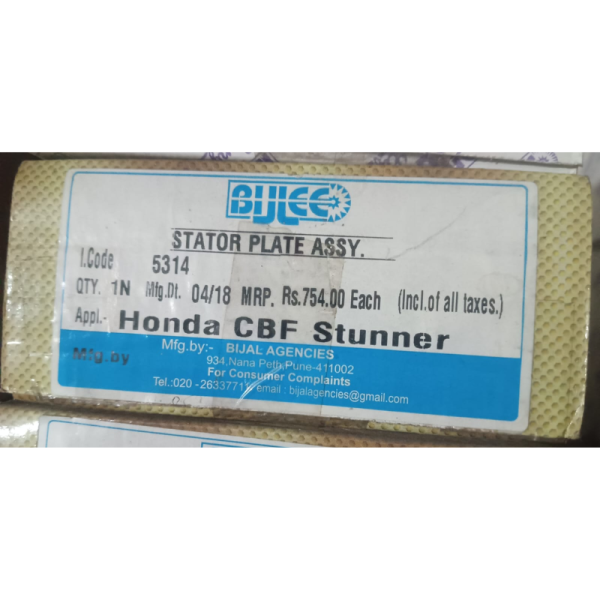 BIJLEE
STATOR PLATE ASSY.
I.Code 5314
QTY. 1N Mfg.Dt. 04/18 MRP. Rs.754.00 Each (Incl.of all taxes.)
Appl.- Honda CBF Stunner
Mfg.by
Mfg.by:- BIJAL AGENCIES
934,Nana Peth,Pune-411002
For Consumer Complaints
Tel.:020 -26337710 email : bijalagencies@gmail.com